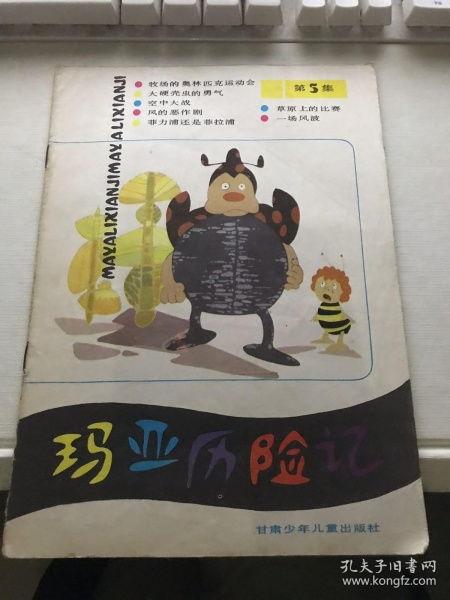 MAYALIXIANJIMAYALIXIANJI
牧场的奥林匹克运动会
大硬壳虫的勇气
空中大战
风的恶作剧
菲力浦还是菲拉浦
第5集
草原上的比赛
一场风波
玛亚历险记
甘肃少年儿童出版社
孔夫子旧书网
www.kongfz.com